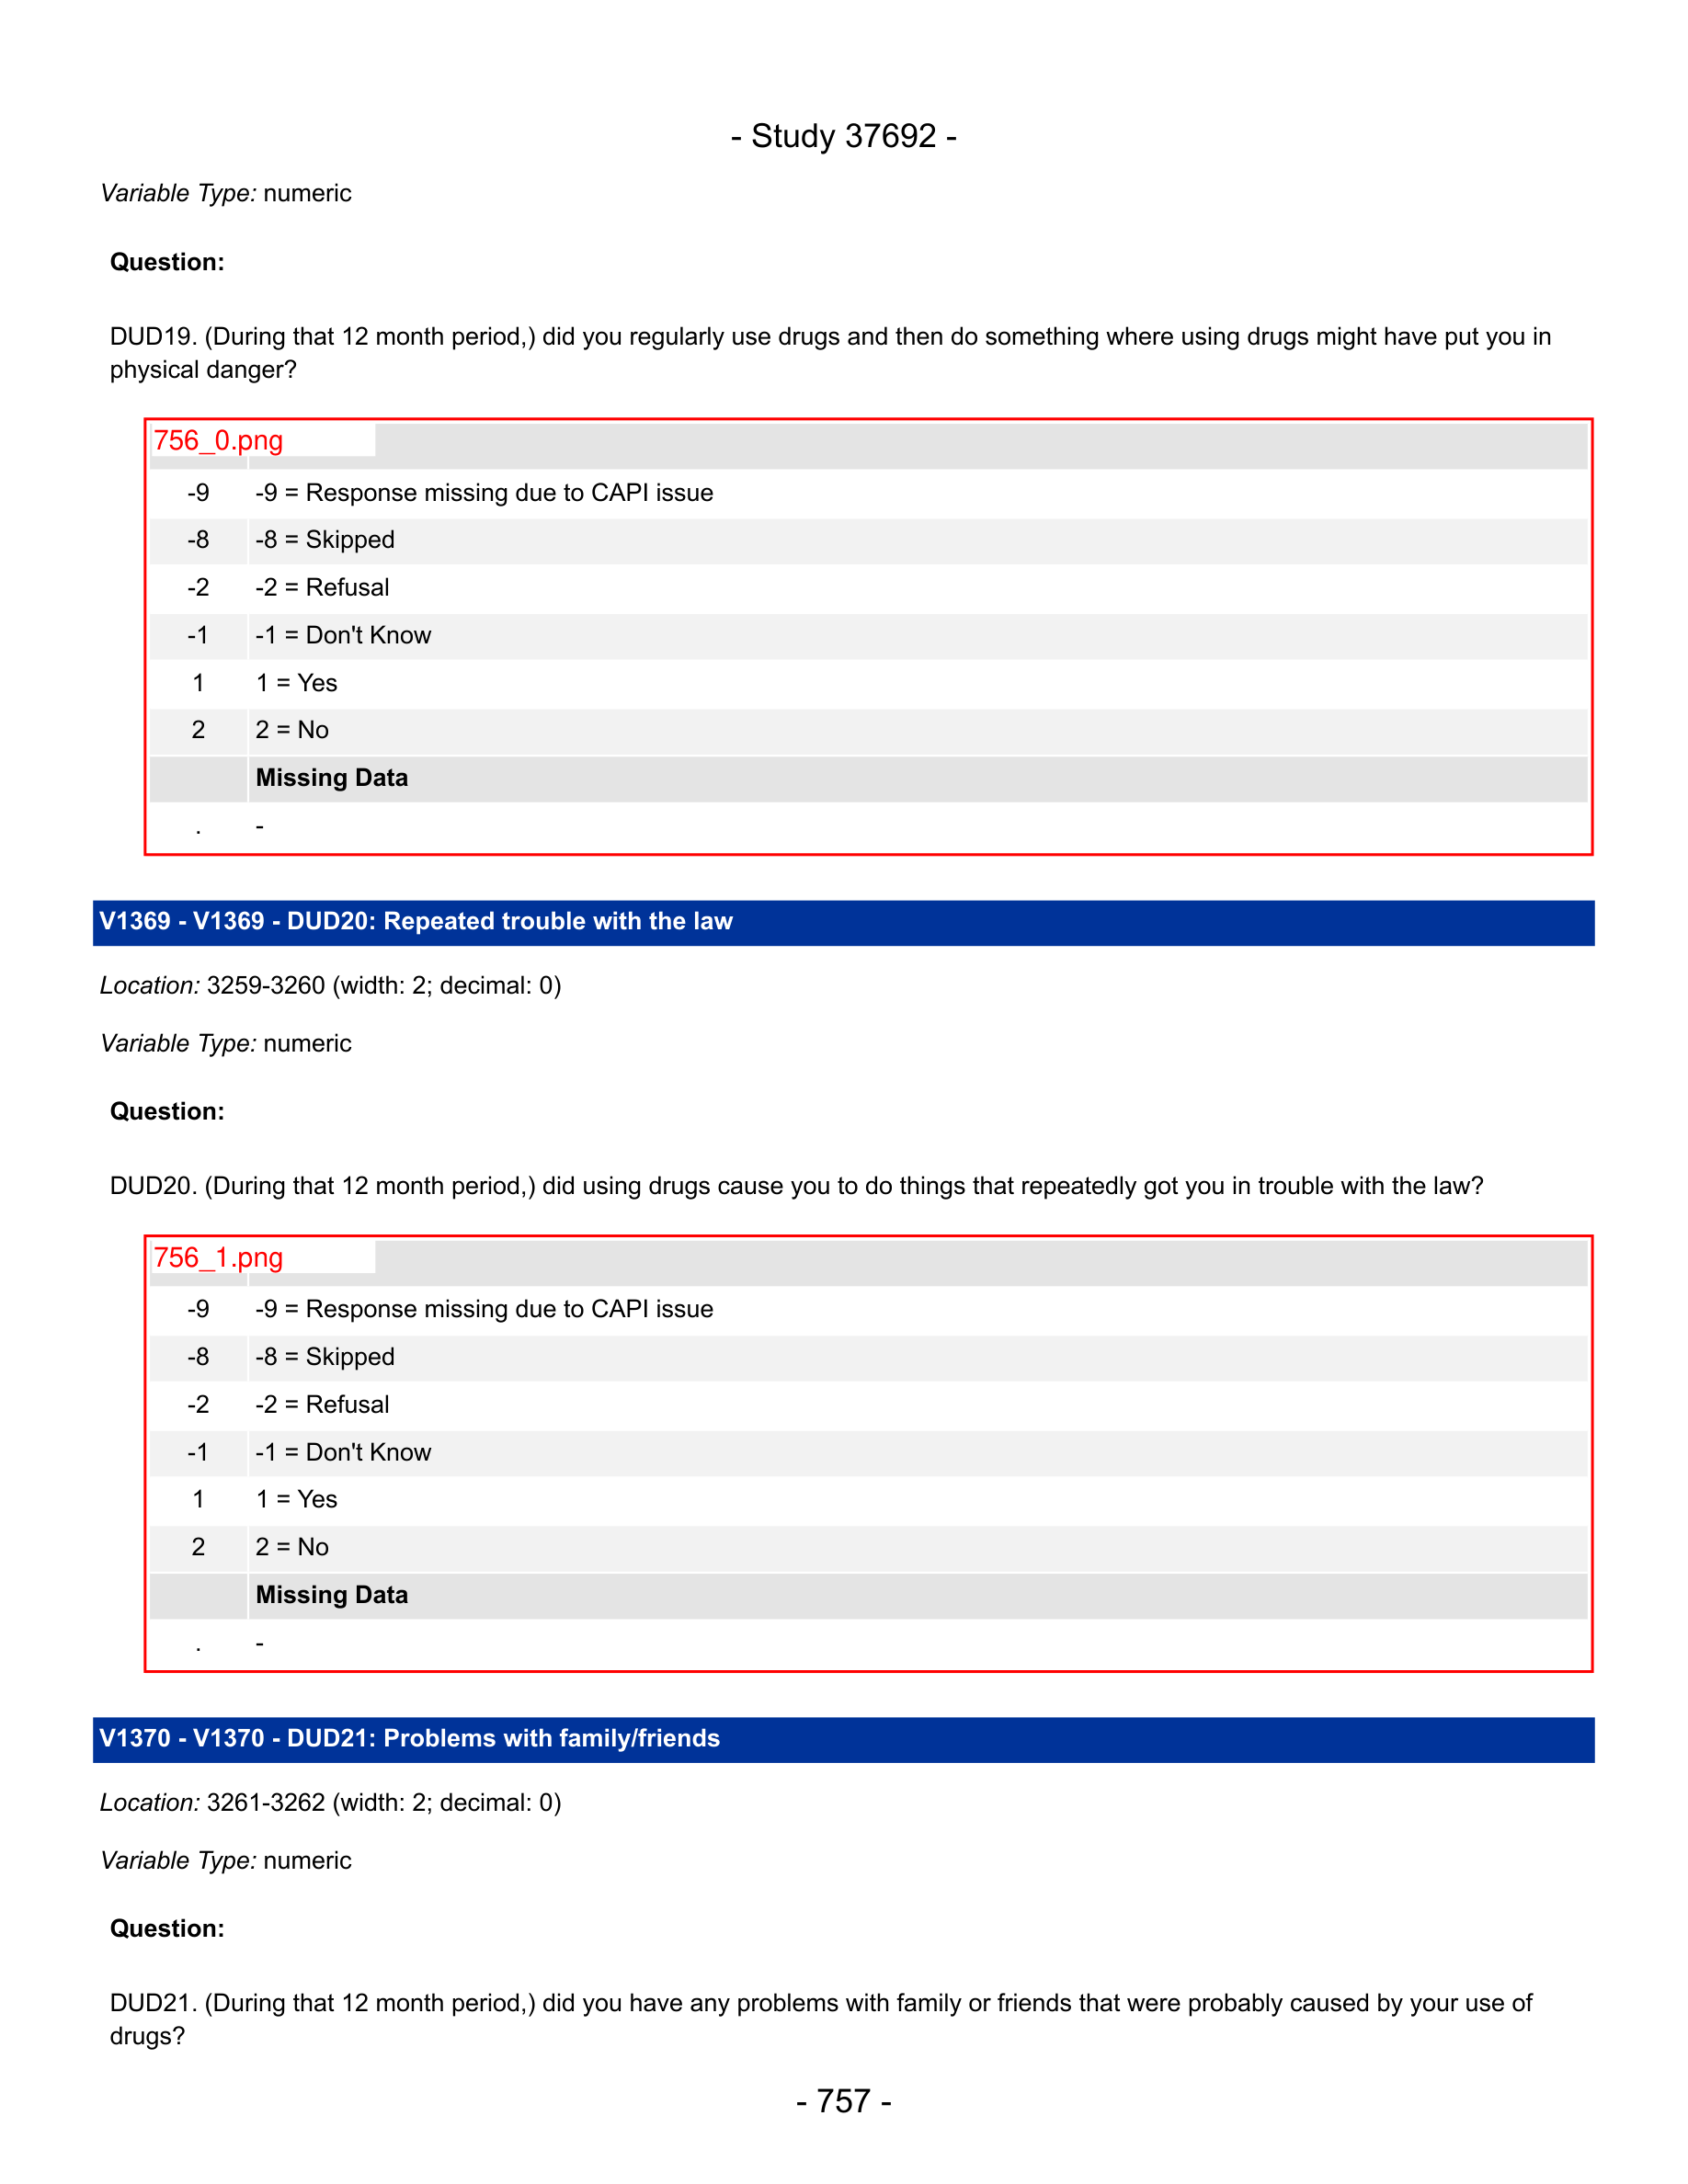 - Study 37692 -
Variable Type: numeric
Question:
DUD19. (During that 12 month period,) did you regularly use drugs and then do something where using drugs might have put you in
physical danger?
756_0.png
-9 -9 = Response missing due to CAPI issue
-8 -8 = Skipped
-2 -2 = Refusal
-1 -1 = Don't Know
1 1 = Yes
2 2 = No
Missing Data
. -
V1369 - V1369 - DUD20: Repeated trouble with the law
Location: 3259-3260 (width: 2; decimal: 0)
Variable Type: numeric
Question:
DUD20. (During that 12 month period,) did using drugs cause you to do things that repeatedly got you in trouble with the law?
756_1.png
-9 -9 = Response missing due to CAPI issue
-8 -8 = Skipped
-2 -2 = Refusal
-1 -1 = Don't Know
1 1 = Yes
2 2 = No
Missing Data
. -
V1370 - V1370 - DUD21: Problems with family/friends
Location: 3261-3262 (width: 2; decimal: 0)
Variable Type: numeric
Question:
DUD21. (During that 12 month period,) did you have any problems with family or friends that were probably caused by your use of
drugs?
- 757 -